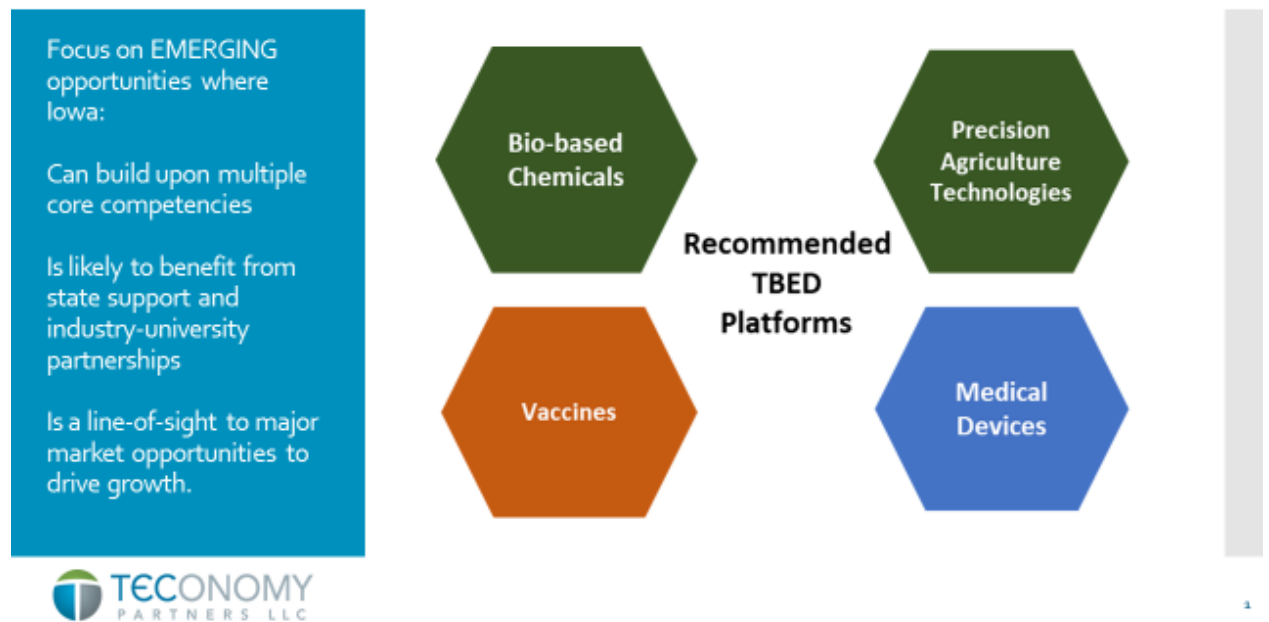 Focus on EMERGING
opportunities where
Iowa:
Can build upon multiple
core competencies
Is likely to benefit from
state support and
industry-university
partnerships
Is a line-of-sight to major
market opportunities to
drive growth.
Bio-based
Chemicals
Precision
Agriculture
Technologies
Recommended
TBED
Platforms
Vaccines
Medical
Devices
TECONOMY
PARTNERS LLC
1